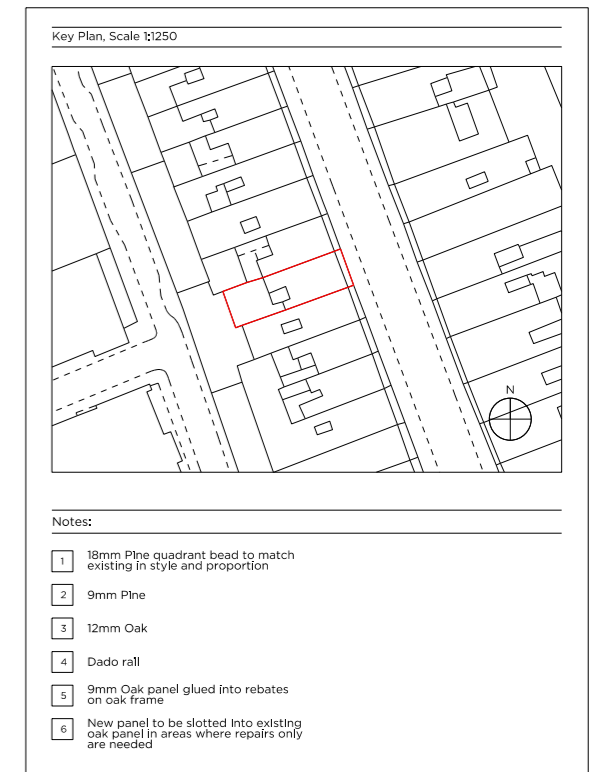 Key Plan, Scale 1:1250
N
Notes:
1
18mm Pine quadrant bead to match
existing in style and proportion
2
9mm Pine
3
12mm Oak
4
Dado rail
5
9mm Oak panel glued into rebates
on oak frame
6
New panel to be slotted into existing
oak panel in areas where repairs only
are needed